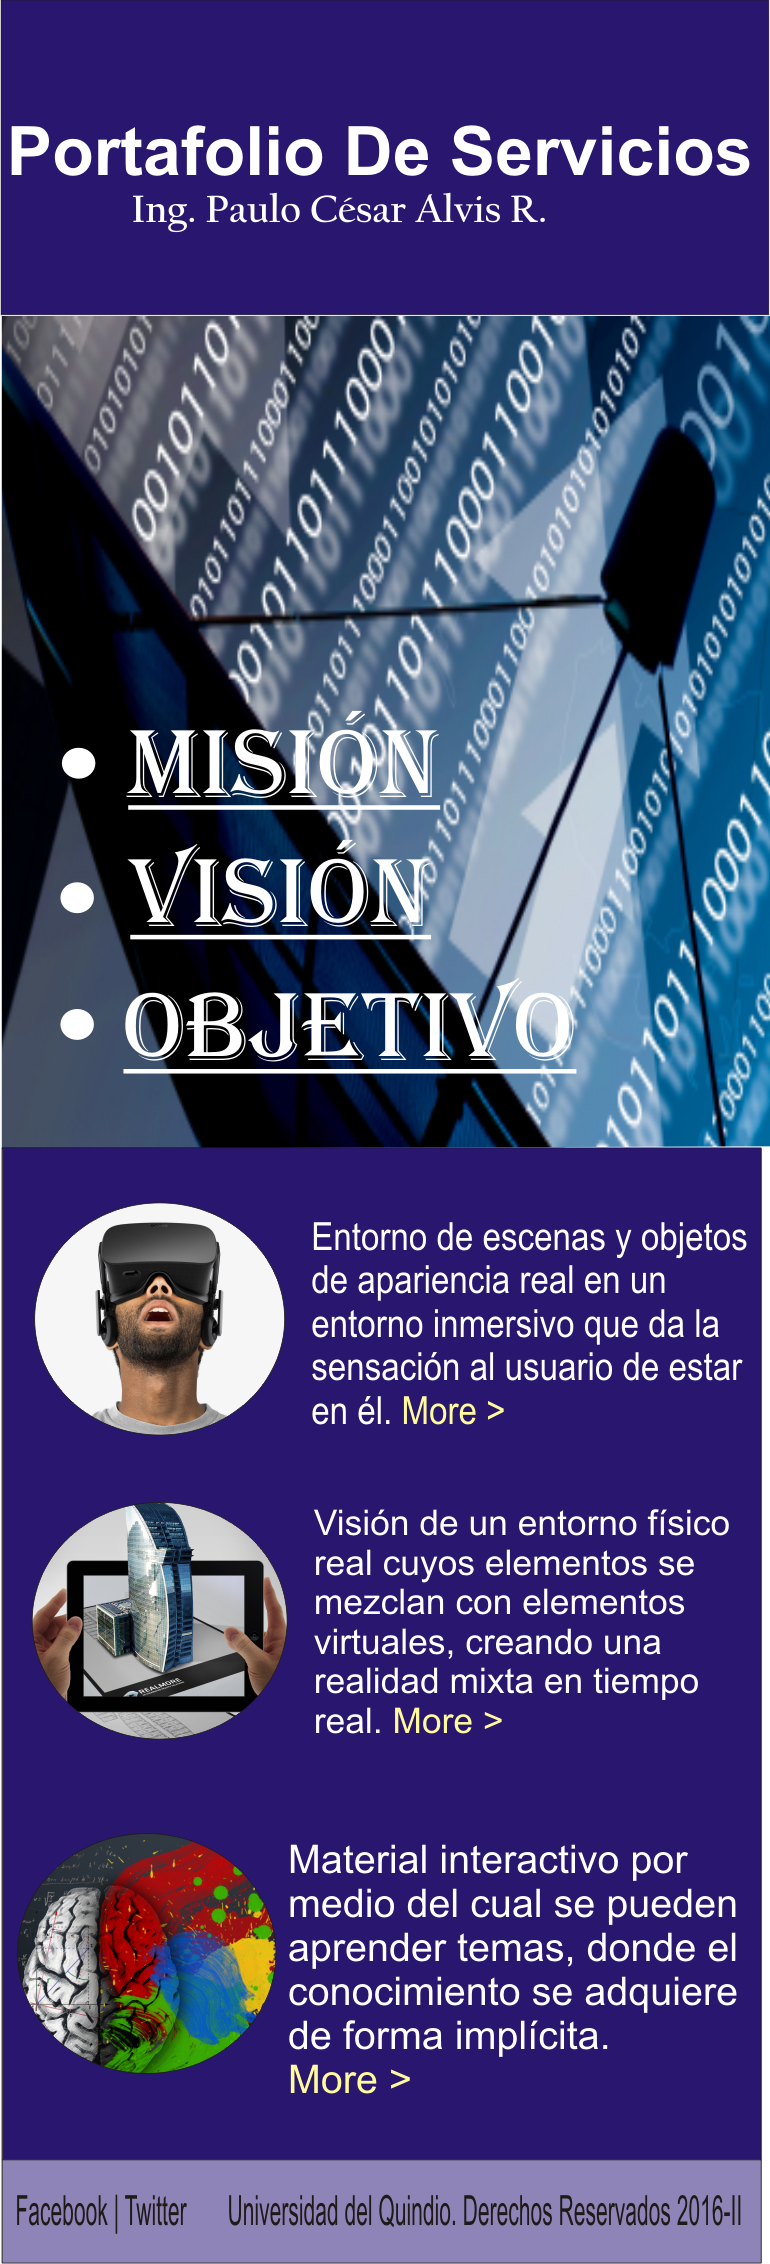 Portafolio De Servicios
Ing. Paulo César Alvis R.
• MISIÓN
• VISIÓN
• OBJETIVO
Entorno de escenas y objetos
de apariencia real en un
entorno inmersivo que da la
sensación al usuario de estar
en él. More >
Visión de un entorno físico
real cuyos elementos se
mezclan con elementos
virtuales, creando una
realidad mixta en tiempo
real. More >
REALMORE
Material interactivo por
medio del cual se pueden
aprender temas, donde el
conocimiento se adquiere
de forma implícita.
More >
Facebook | Twitter Universidad del Quindio. Derechos Reservados 2016-II